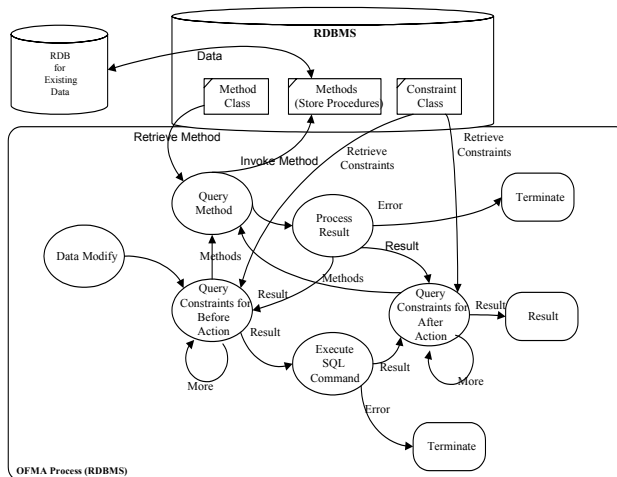 RDBMS
RDB
for
Existing
Data
Data
Method
Class
Methods
(Store Procedures)
Constraint
Class
Retrieve Method
Invoke Method
Retrieve
Constraints
Retrieve
Constraints
Query
Method
Process
Result
Error
Terminate
Result
Data Modify
Methods
Methods
Query
Constraints for
Before
Action
Result
Query
Constraints for
After
Action
Result
Result
Result
Execute
SQL
Command
Result
More
More
Error
Terminate
OFMA Process (RDBMS)